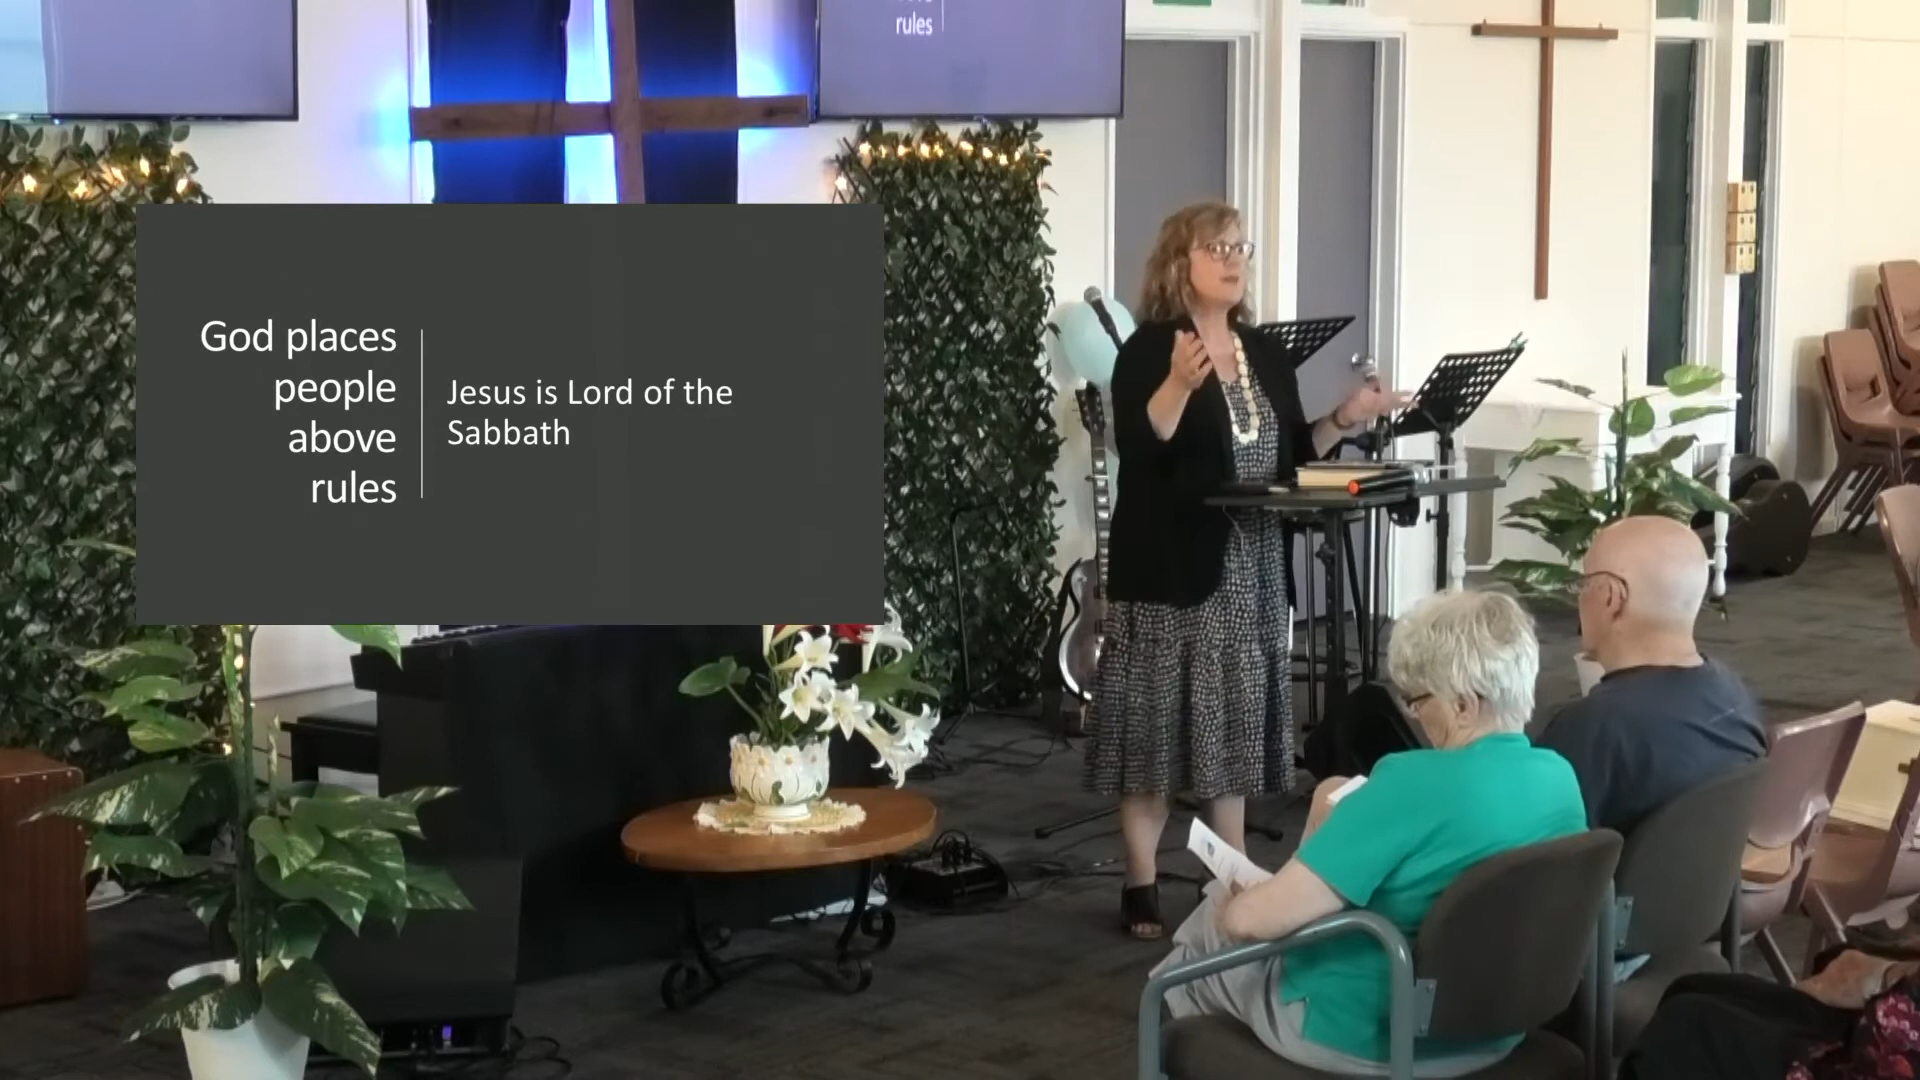 rules
God places
people
above
rules
Jesus is Lord of the
Sabbath